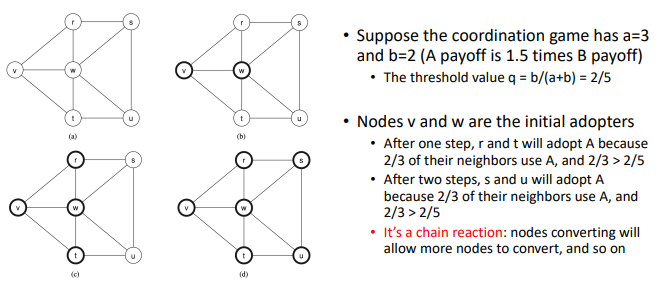 r
s
v
w
t
u
(a)
r
s
v
w
t
u
(b)
r
s
v
w
t
u
(c)
r
s
v
w
t
u
(d)
• Suppose the coordination game has a=3
and b=2 (A payoff is 1.5 times B payoff)
• The threshold value q = b/(a+b) = 2/5
• Nodes v and w are the initial adopters
• After one step, r and t will adopt A because
2/3 of their neighbors use A, and 2/3 > 2/5
• After two steps, s and u will adopt A
because 2/3 of their neighbors use A, and
2/3 > 2/5
• It's a chain reaction: nodes converting will
allow more nodes to convert, and so on